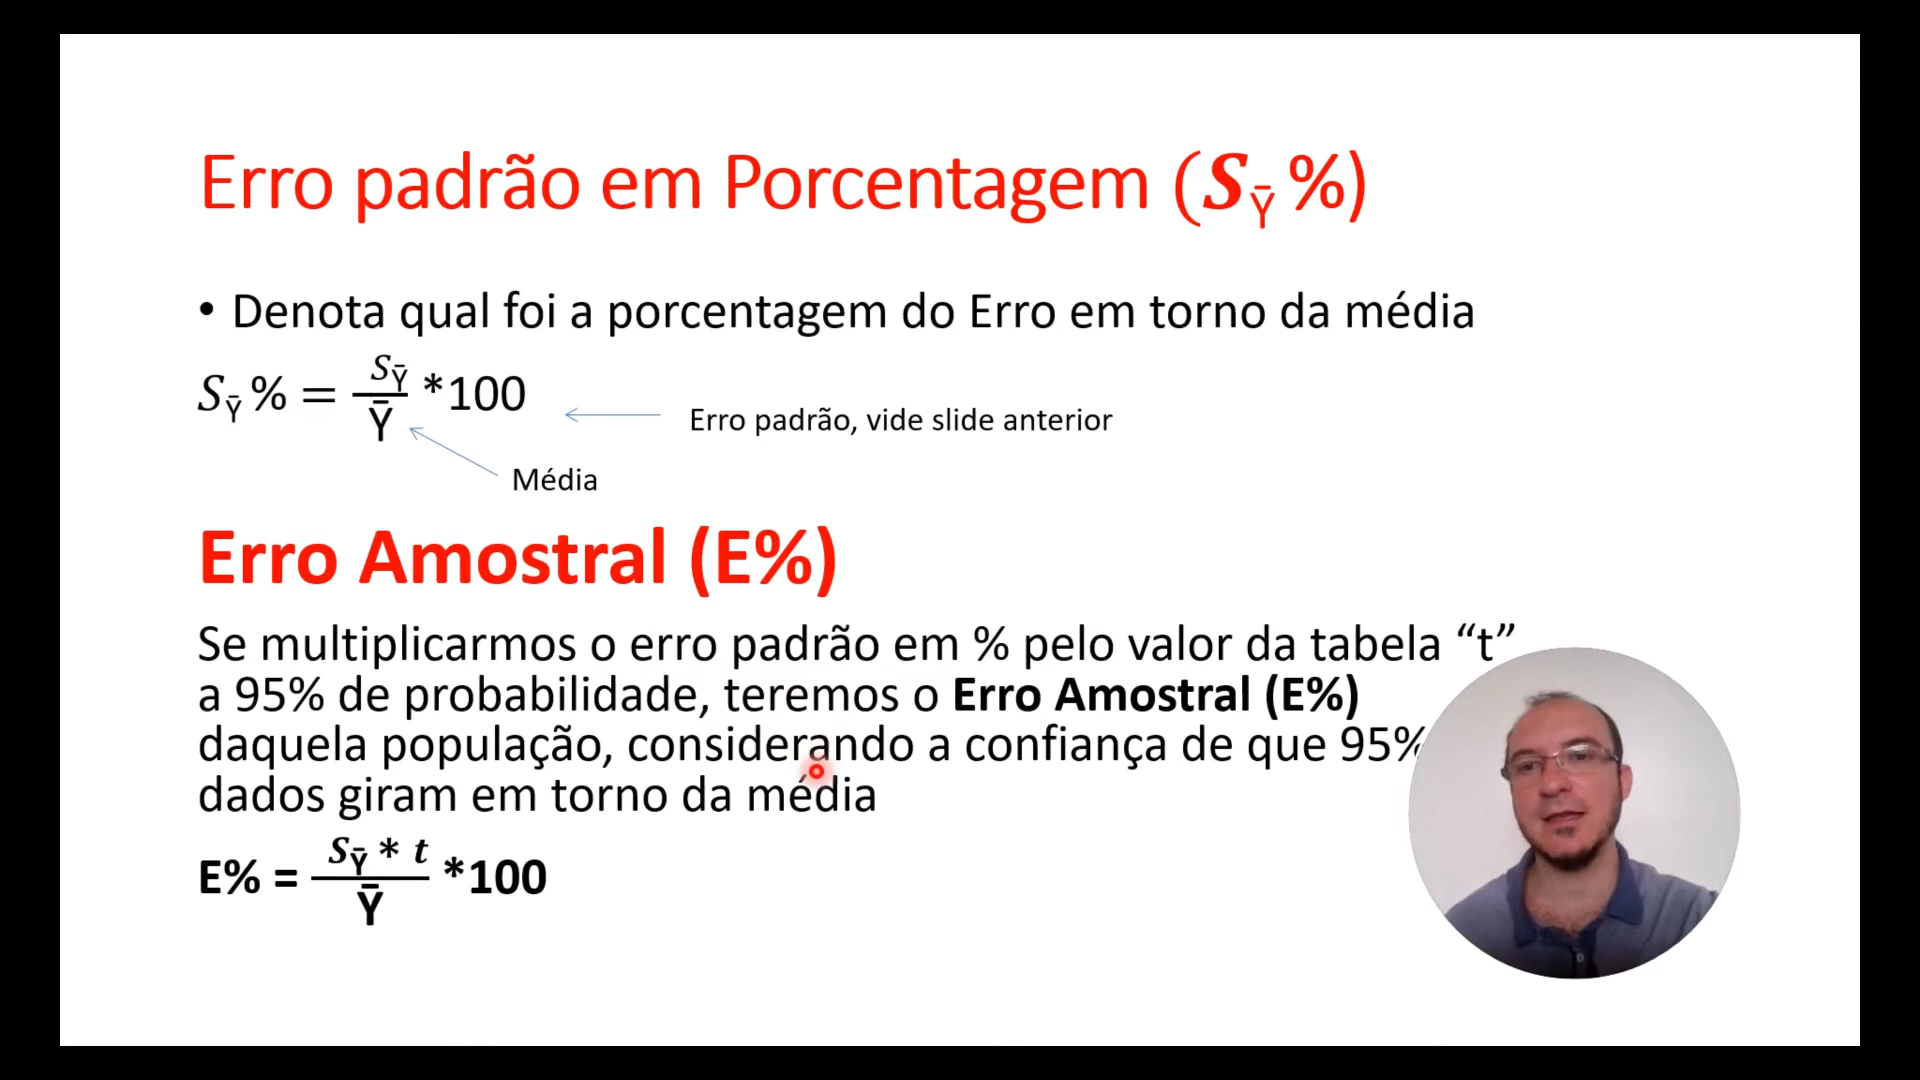 Erro padrão em Porcentagem (S_Ȳ %)
• Denota qual foi a porcentagem do Erro em torno da média
S_Ȳ % = S_Ȳ / Ȳ *100
Erro padrão, vide slide anterior
Média
Erro Amostral (E%)
Se multiplicarmos o erro padrão em % pelo valor da tabela “t”
a 95% de probabilidade, teremos o Erro Amostral (E%)
daquela população, considerando a confiança de que 95%
dados giram em torno da média
E% = S_Ȳ * t / Ȳ *100